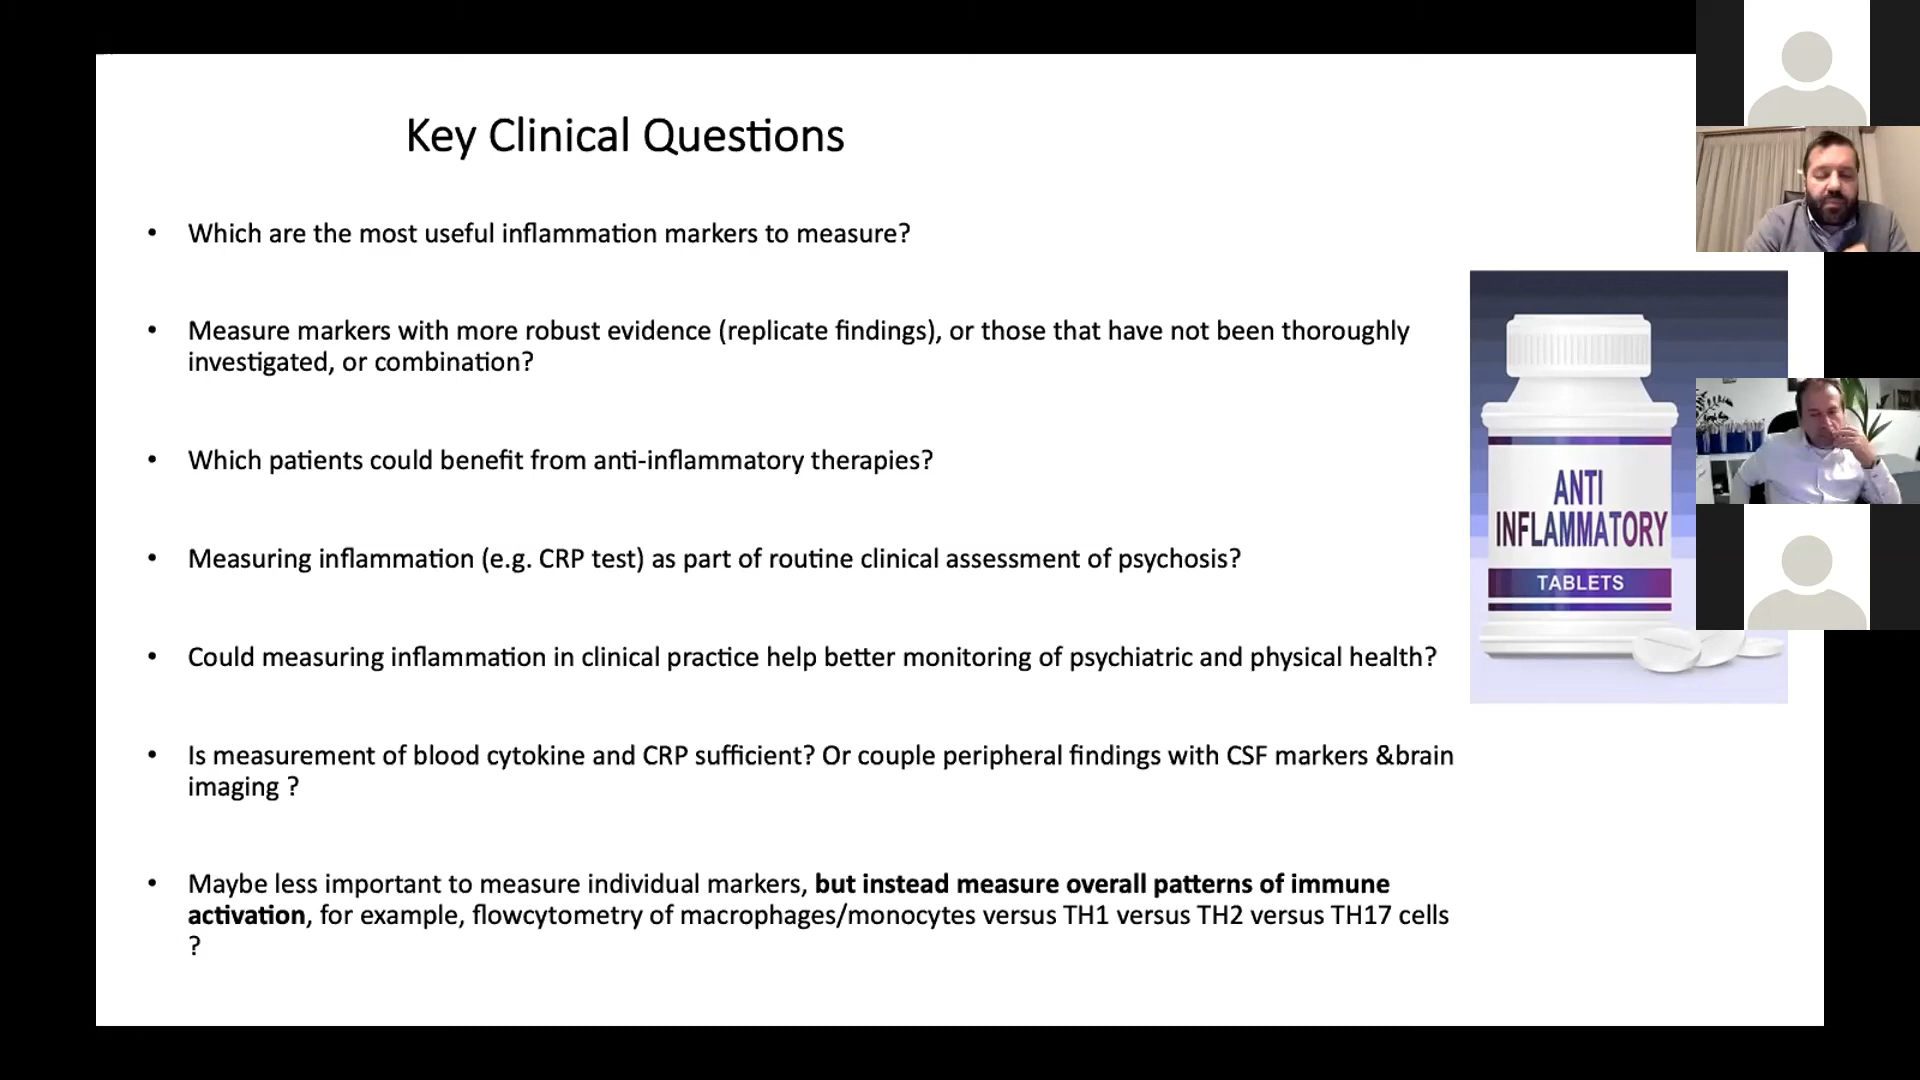 Key Clinical Questions
• Which are the most useful inflammation markers to measure?
• Measure markers with more robust evidence (replicate findings), or those that have not been thoroughly
investigated, or combination?
• Which patients could benefit from anti-inflammatory therapies?
• Measuring inflammation (e.g. CRP test) as part of routine clinical assessment of psychosis?
• Could measuring inflammation in clinical practice help better monitoring of psychiatric and physical health?
• Is measurement of blood cytokine and CRP sufficient? Or couple peripheral findings with CSF markers &brain
imaging ?
• Maybe less important to measure individual markers, but instead measure overall patterns of immune
activation, for example, flowcytometry of macrophages/monocytes versus TH1 versus TH2 versus TH17 cells
?
ANTI
INFLAMMATORY
TABLETS